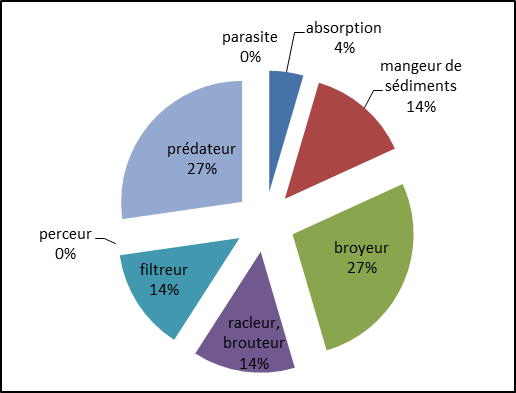 parasite
0%
absorption
4%
mangeur de
sédiments
14%
broyeur
27%
racleur,
brouteur
14%
filtreur
14%
perceur
0%
prédateur
27%